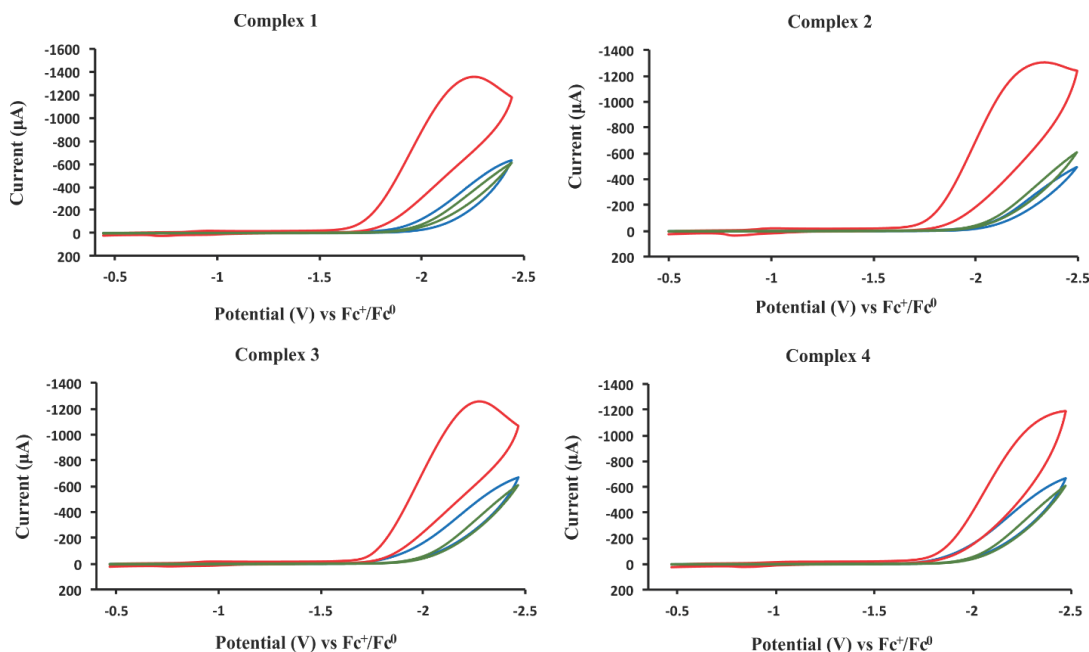 Complex 1
Current (µA)
-1600
-1400
-1200
-1000
-800
-600
-400
-200
0
200
-0.5 -1 -1.5 -2 -2.5
Potential (V) vs Fc⁺/Fc⁰
Complex 2
Current (µA)
-1400
-1200
-1000
-800
-600
-400
-200
0
200
-0.5 -1 -1.5 -2 -2.5
Potential (V) vs Fc⁺/Fc⁰
Complex 3
Current (µA)
-1400
-1200
-1000
-800
-600
-400
-200
0
200
-0.5 -1 -1.5 -2 -2.5
Potential (V) vs Fc⁺/Fc⁰
Complex 4
Current (µA)
-1400
-1200
-1000
-800
-600
-400
-200
0
200
-0.5 -1 -1.5 -2 -2.5
Potential (V) vs Fc⁺/Fc⁰